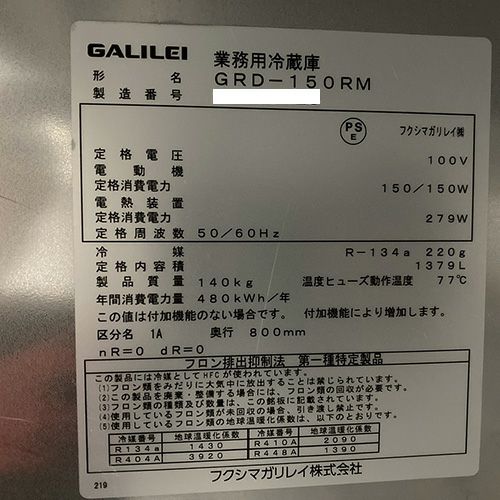 GALILEI 業務用冷蔵庫
形名 GRD-150RM
製造番号
PS E フクシマガリレイ㈱
定格電圧 100V
電動機
定格消費電力 150/150W
電熱装置
定格消費電力 279W
定格周波数 50/60Hz
冷媒 R-134a 220g
定格内容積 1379L
製品質量 140kg 温度ヒューズ動作温度 77℃
年間消費電力量 480kWh/年
この値は付加機能のない場合です。 付加機能により増加します。
区分名 1A 奥行 800mm
nR=0 dR=0
フロン排出抑制法 第一種特定製品
この製品には冷媒としてHFCが使われています。
(1)フロン類をみだりに大気中に放出することは禁じられています。
(2)この製品を廃棄・整備する場合には、フロン類の回収が必要です。
(3)フロン類の種類及び数量は、この銘板に記載されています。
(4)使用しているフロン類が未回収の場合、引き渡し禁止です。
(5)使用しているフロン類の地球温暖化係数は、以下のとおりです。
冷媒番号 地球温暖化係数 冷媒番号 地球温暖化係数
R134a 1430 R410A 2090
R404A 3920 R448A 1390
フクシマガリレイ株式会社
219